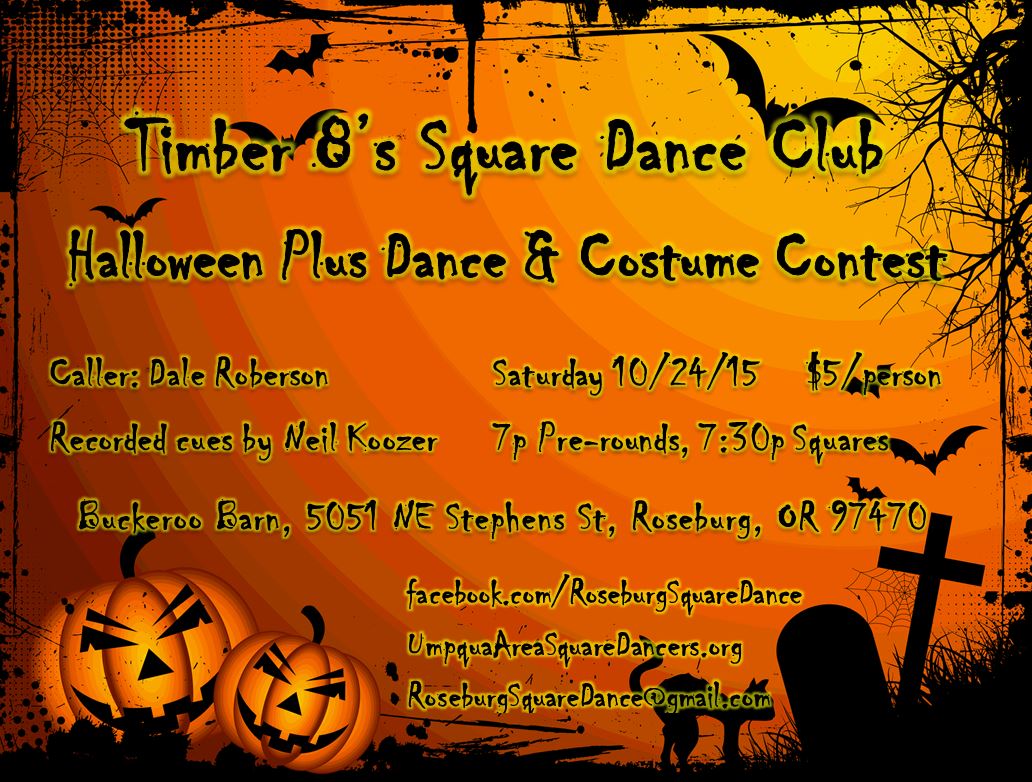 Timber 8's Square Dance Club
Halloween Plus Dance & Costume Contest
Caller: Dale Roberson Saturday 10/24/15 $5/person
Recorded cues by Neil Koozer 7p Pre-rounds, 7:30p Squares
Buckeroo Barn, 5051 NE Stephens St, Roseburg, OR 97470
facebook.com/RoseburgSquareDance
UmpquaAreaSquareDancers.org
RoseburgSquareDance@gmail.com